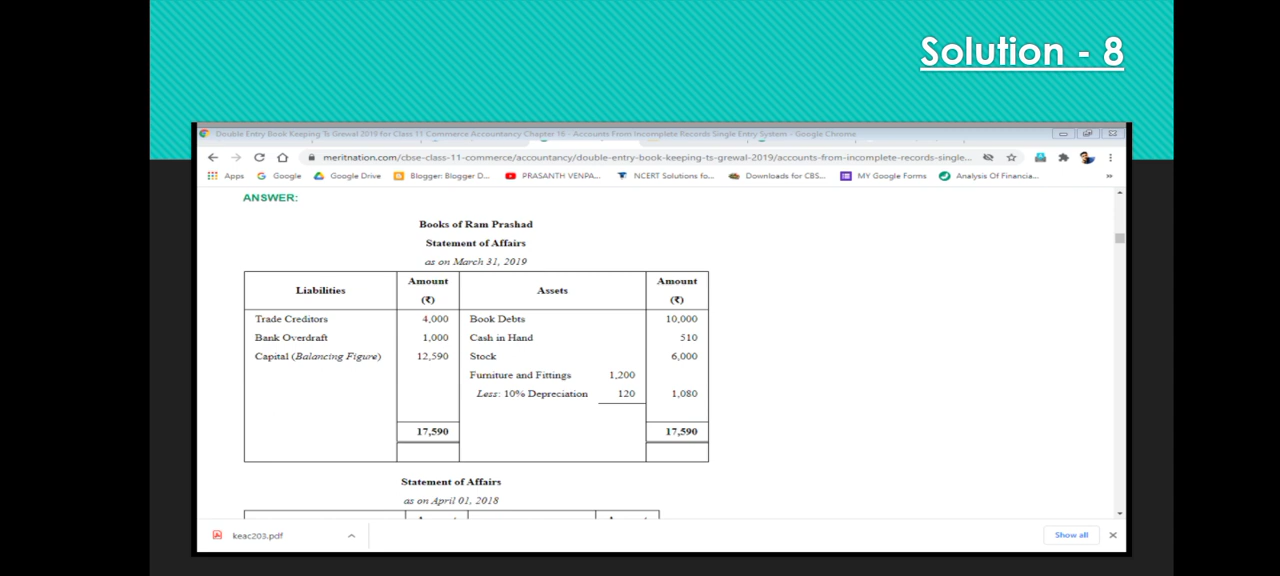 Solution - 8
Double Entry Book Keeping Ts Grewal 2019 for Class 11 Commerce Accountancy Chapter 16 - Accounts From Incomplete Records Single Entry System - Google Chrome
meritnation.com/cbse-class-11-commerce/accountancy/double-entry-book-keeping-ts-grewal-2019/accounts-from-incomplete-records-single...
Apps Google Google Drive Blogger: Blogger D... PRASANTH VENPA... NCERT Solutions fo... Downloads for CBS... MY Google Forms Analysis Of Financia... »
ANSWER:
Books of Ram Prashad
Statement of Affairs
as on March 31, 2019
Liabilities Amount (₹) Assets Amount (₹)
Trade Creditors 4,000 Book Debts 10,000
Bank Overdraft 1,000 Cash in Hand 510
Capital (Balancing Figure) 12,590 Stock 6,000
Furniture and Fittings 1,200
Less: 10% Depreciation 120 1,080
17,590 17,590
Statement of Affairs
as on April 01, 2018
keac203.pdf Show all